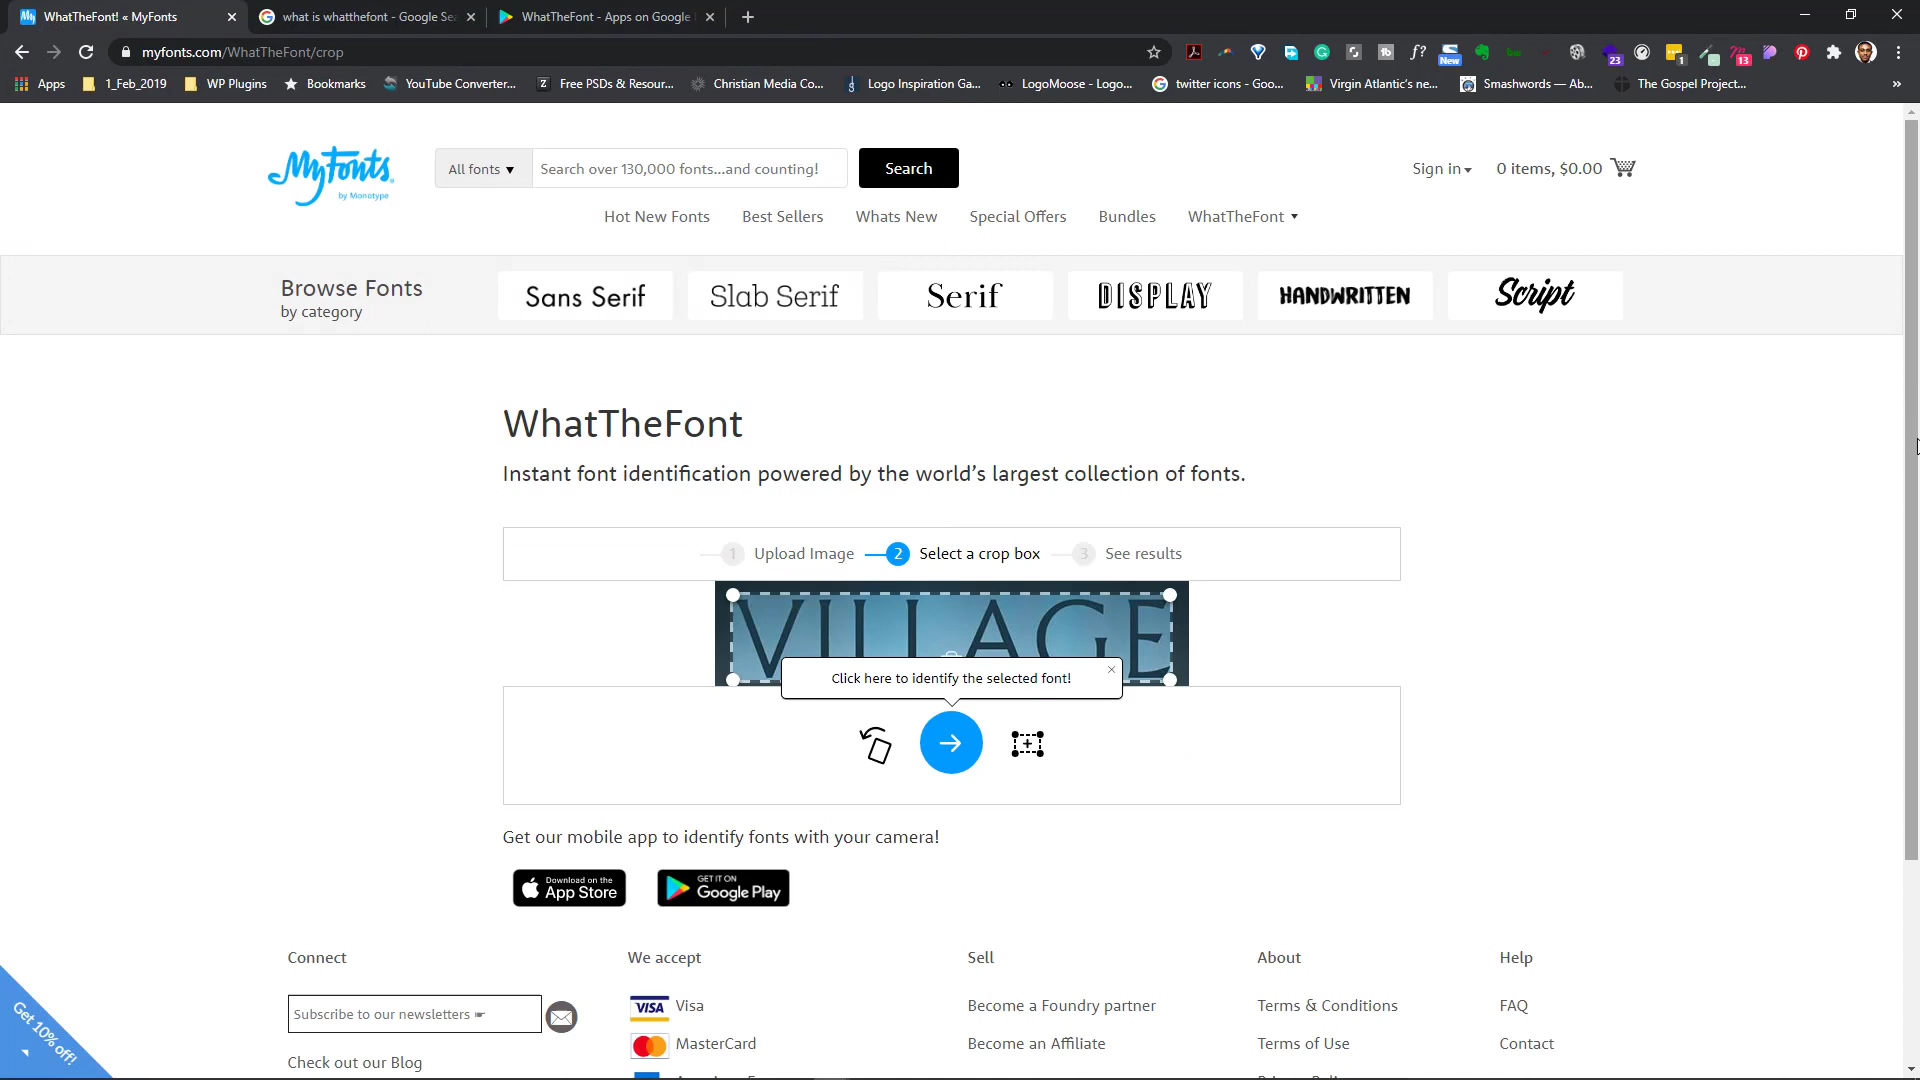 WhatTheFont! « MyFonts
what is whatthefont - Google Sea
WhatTheFont - Apps on Google
myfonts.com/WhatTheFont/crop
New
23
1
13
Apps
1_Feb_2019
WP Plugins
Bookmarks
YouTube Converter...
Free PSDs & Resour...
Christian Media Co...
Logo Inspiration Ga...
LogoMoose - Logo...
twitter icons - Goo...
Virgin Atlantic's ne...
Smashwords — Ab...
The Gospel Project...
MyFonts
by Monotype
All fonts ▾
Search over 130,000 fonts...and counting!
Search
Sign in
0 items, $0.00
Hot New Fonts
Best Sellers
Whats New
Special Offers
Bundles
WhatTheFont
Browse Fonts
by category
Sans Serif
Slab Serif
Serif
DISPLAY
HANDWRITTEN
Script
WhatTheFont
Instant font identification powered by the world's largest collection of fonts.
1 Upload Image
2 Select a crop box
3 See results
VILLAGE
Click here to identify the selected font!
Get our mobile app to identify fonts with your camera!
Download on the
App Store
GET IT ON
Google Play
Connect
We accept
Sell
About
Help
Subscribe to our newsletters
VISA
Visa
Become a Foundry partner
Terms & Conditions
FAQ
MasterCard
Become an Affiliate
Terms of Use
Contact
Check out our Blog
Get 10% off!